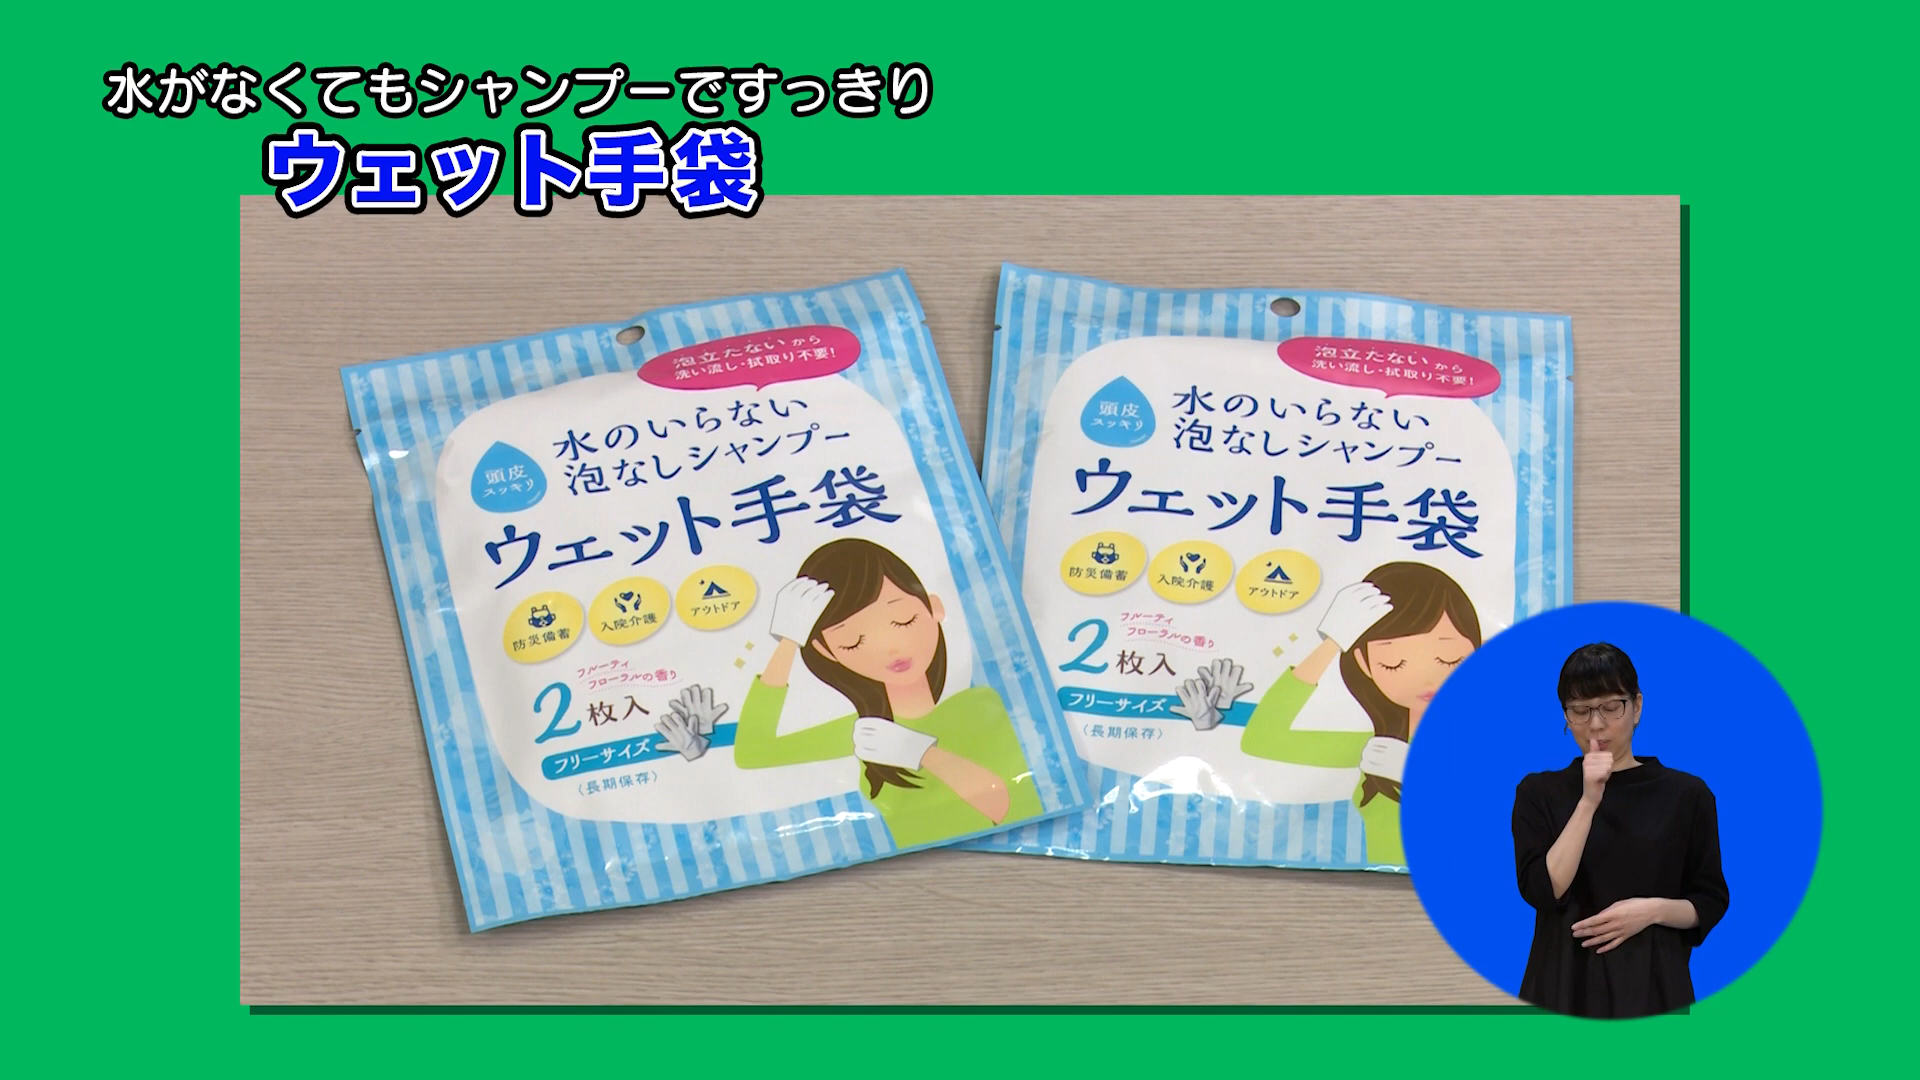 水がなくてもシャンプーですっきり
ウェット手袋
泡立たないから
洗い流し・拭取り不要!
頭皮
スッキリ
水のいらない
泡なしシャンプー
ウェット手袋
防災備蓄
入院介護
アウトドア
フルーティ
フローラルの香り
2枚入
フリーサイズ
〈長期保存〉
泡立たないから
洗い流し・拭取り不要!
頭皮
スッキリ
水のいらない
泡なしシャンプー
ウェット手袋
防災備蓄
入院介護
アウトドア
フルーティ
フローラルの香り
2枚入
フリーサイズ
〈長期保存〉